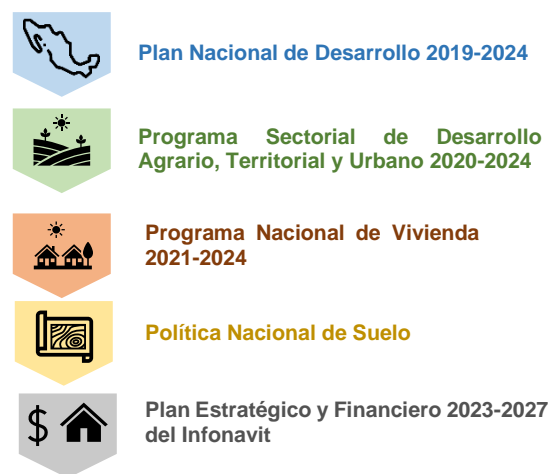 Plan Nacional de Desarrollo 2019-2024
Programa Sectorial de Desarrollo
Agrario, Territorial y Urbano 2020-2024
Programa Nacional de Vivienda
2021-2024
Política Nacional de Suelo
$
Plan Estratégico y Financiero 2023-2027
del Infonavit